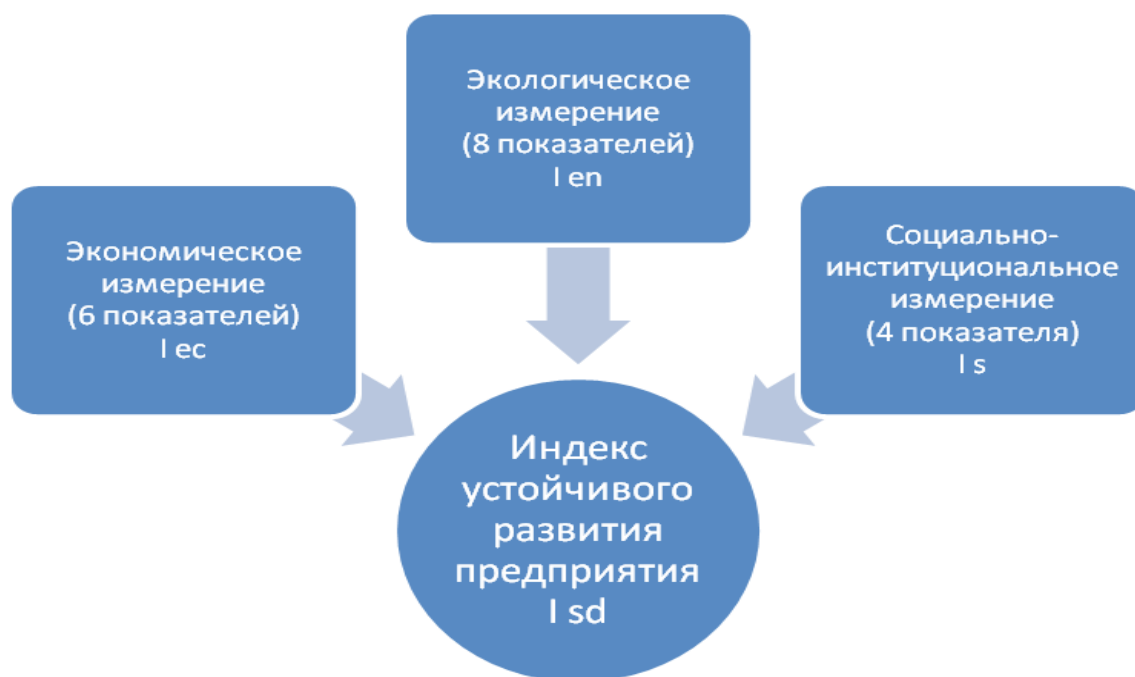 Экологическое
измерение
(8 показателей)
I en
Экономическое
измерение
(6 показателей)
I ec
Социально-
институциональное
измерение
(4 показателя)
I s
Индекс
устойчивого
развития
предприятия
I sd